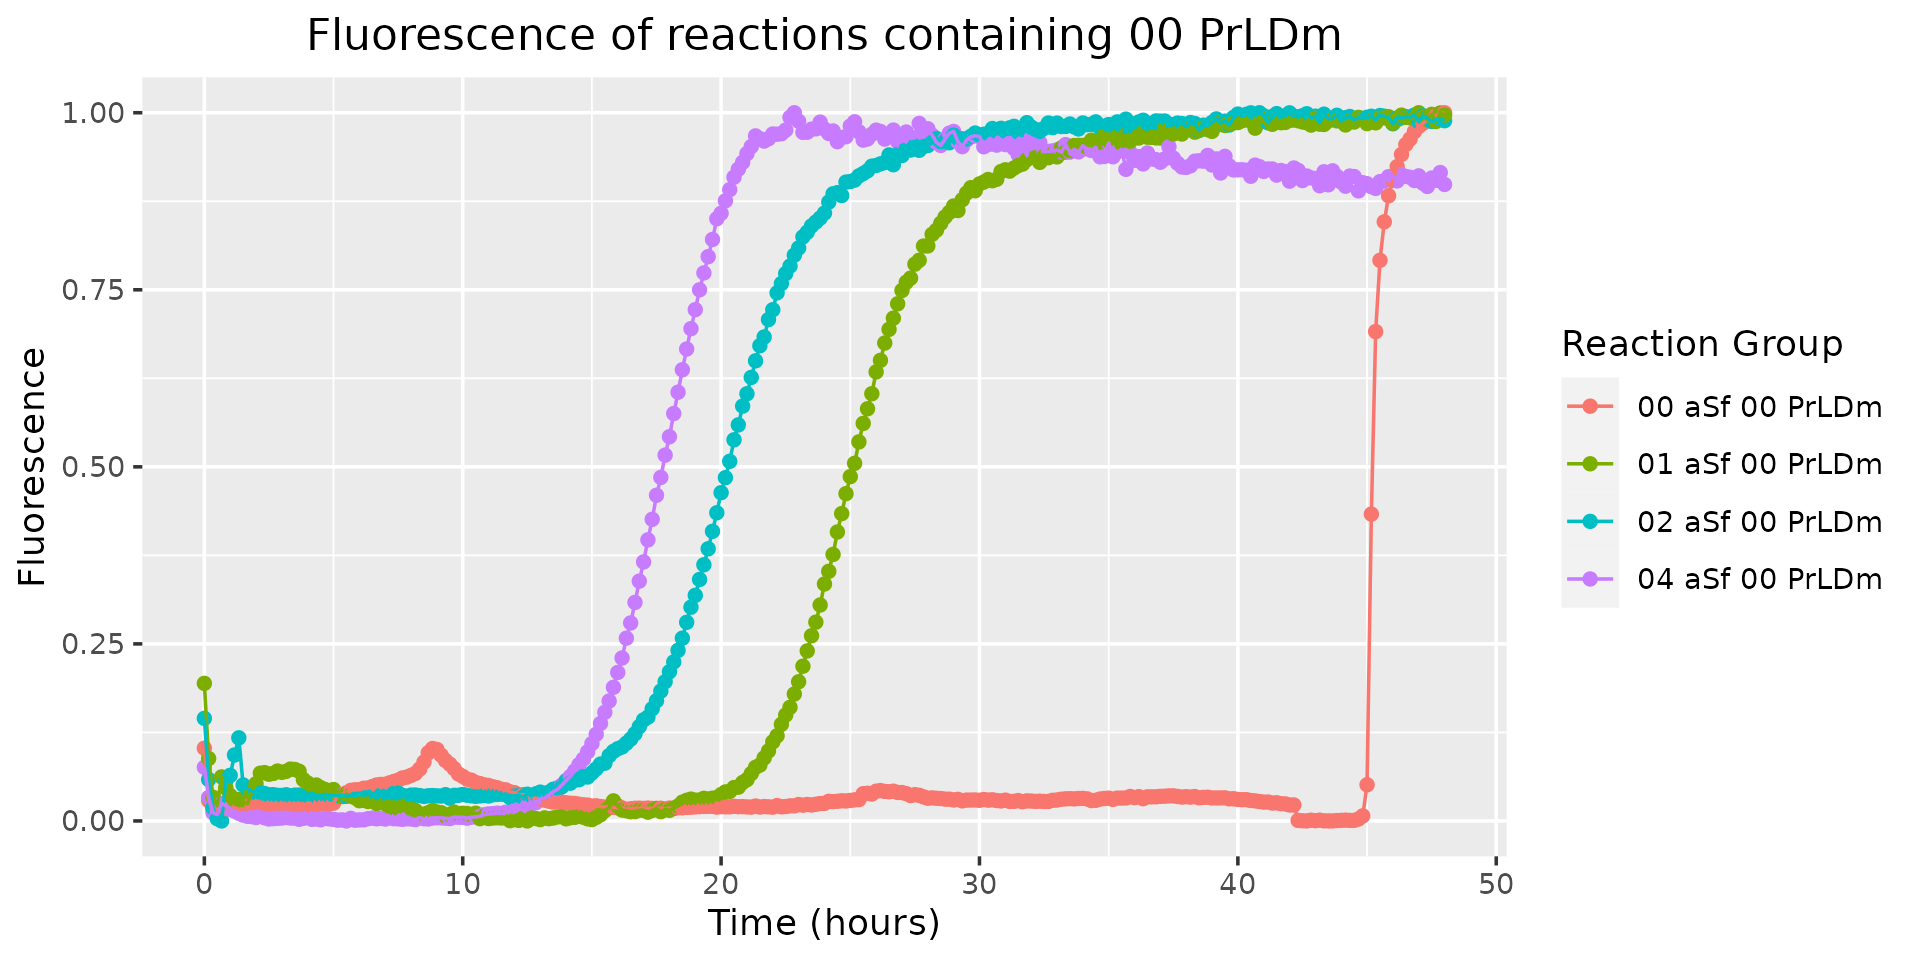 Fluorescence of reactions containing 00 PrLDm
1.00
0.75
0.50
0.25
0.00
Fluorescence
0 10 20 30 40 50
Time (hours)
Reaction Group
00 aSf 00 PrLDm
01 aSf 00 PrLDm
02 aSf 00 PrLDm
04 aSf 00 PrLDm